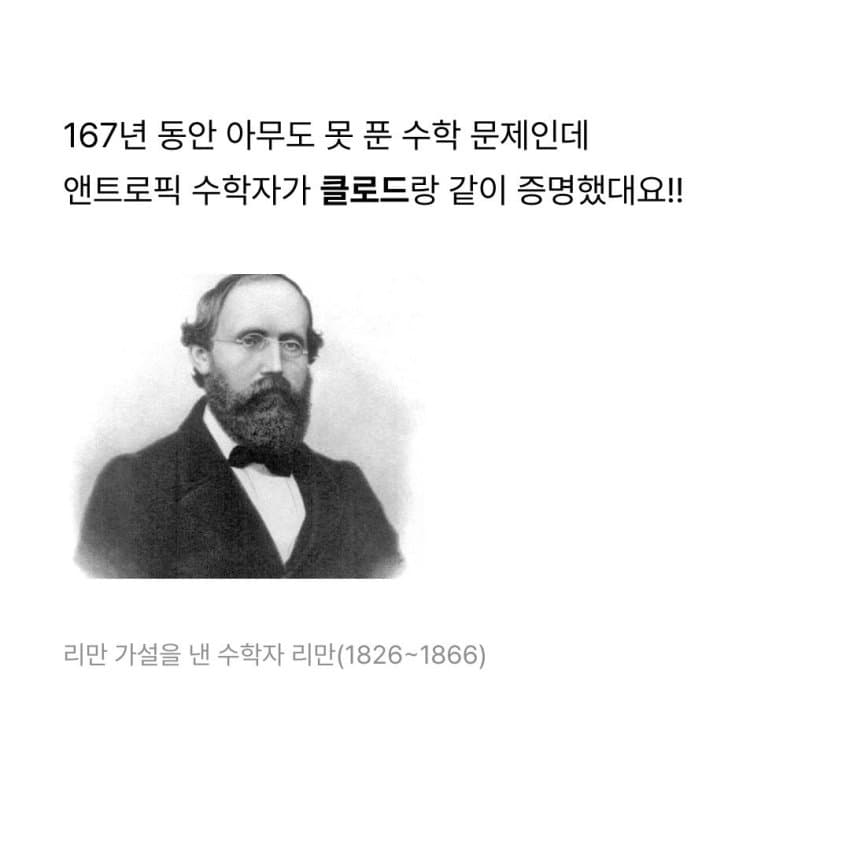 167년 동안 아무도 못 푼 수학 문제인데
앤트로픽 수학자가 클로드랑 같이 증명했대요!!
리만 가설을 낸 수학자 리만(1826~1866)